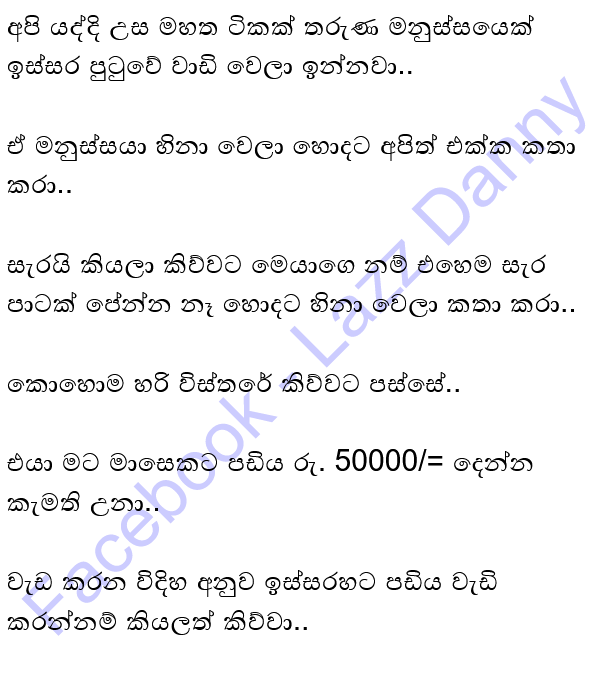 අපි යද්දි උස මහත ටිකක් තරුණ මනුස්සයෙක්
ඉස්සර පුටුවේ වාඩි වෙලා ඉන්නවා..
ඒ මනුස්සයා හිනා වෙලා හොදට අපිත් එක්ක කතා
කරා..
සැරයි කියලා කිව්වට මෙයාගෙ නම් එහෙම සැර
පාටක් පේන්න නෑ හොදට හිනා වෙලා කතා කරා..
කොහොම හරි විස්තරේ කිව්වට පස්සේ..
එයා මට මාසෙකට පඩිය රු. 50000/= දෙන්න
කැමති උනා..
වැඩ කරන විදිහ අනුව ඉස්සරහට පඩිය වැඩි
කරන්නම් කියලත් කිව්වා..
Facebook - Lazz Danny